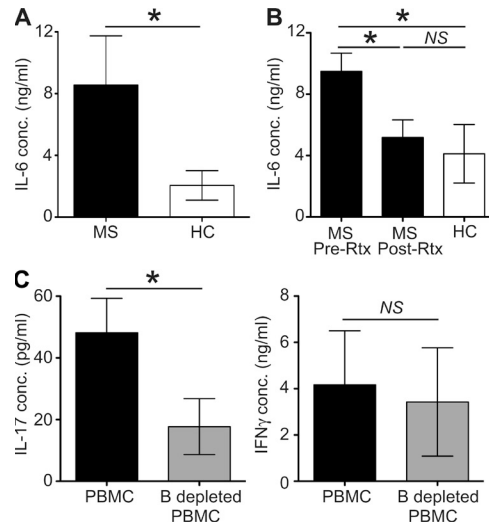 A
*
IL-6 conc. (ng/ml)
12
8
4
0
MS
HC
B
*
*
NS
IL-6 conc. (ng/ml)
12
8
4
0
MS
Pre-Rtx
MS
Post-Rtx
HC
C
*
IL-17 conc. (pg/ml)
60
40
20
0
PBMC
B depleted
PBMC
NS
IFNγ conc. (ng/ml)
8
6
4
2
0
PBMC
B depleted
PBMC